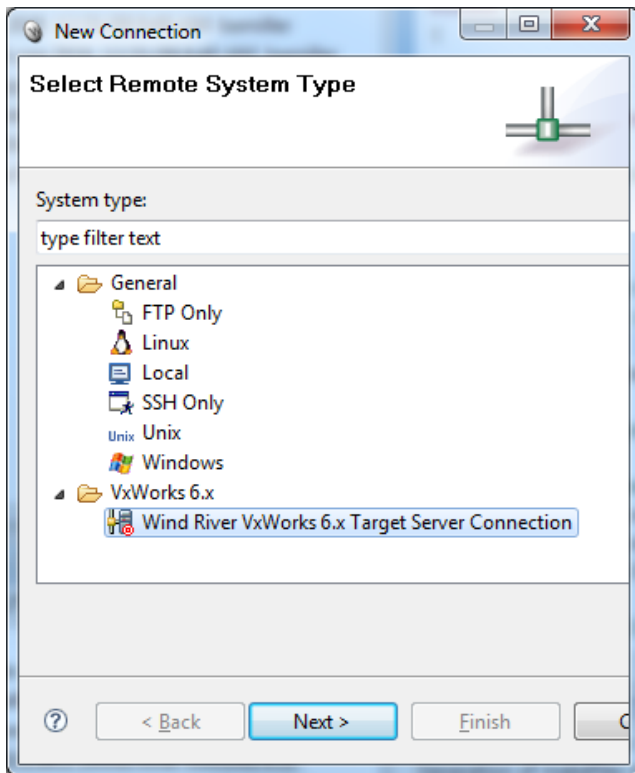 New Connection
Select Remote System Type
System type:
type filter text
General
FTP Only
Linux
Local
SSH Only
Unix Unix
Windows
VxWorks 6.x
Wind River VxWorks 6.x Target Server Connection
? < Back Next > Finish